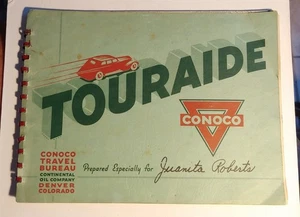 TOURAIDE
CONOCO
CONOCO
TRAVEL
BUREAU
CONTINENTAL
OIL COMPANY
DENVER
COLORADO
Prepared Especially for Juanita Roberts